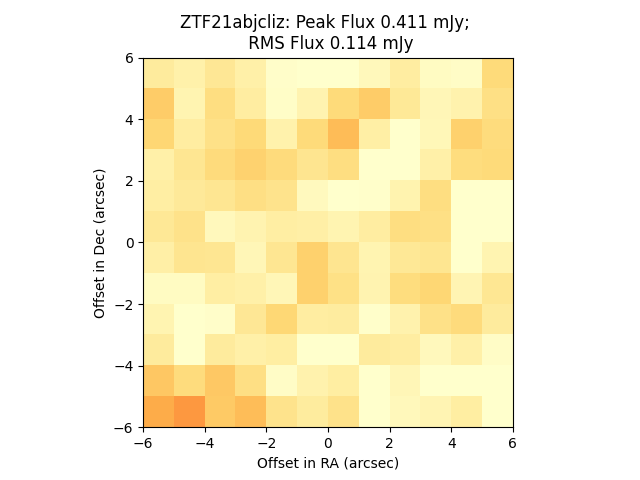 ZTF21abjcliz: Peak Flux 0.411 mJy;
RMS Flux 0.114 mJy
6
4
2
0
−2
−4
−6
Offset in Dec (arcsec)
−6 −4 −2 0 2 4 6
Offset in RA (arcsec)